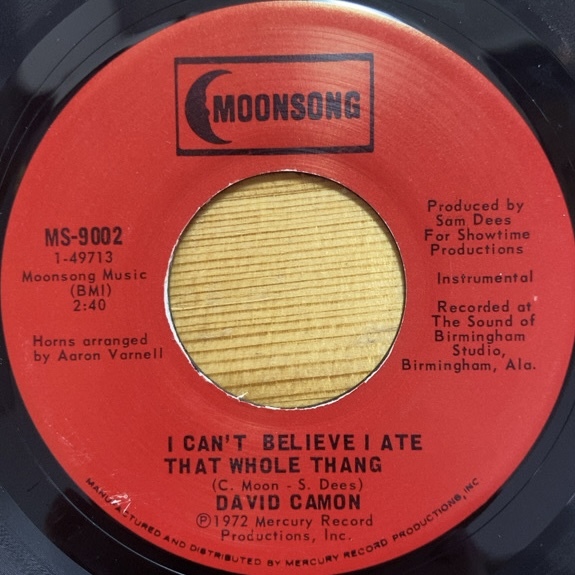 MOONSONG
MS-9002
1-49713
Moonsong Music
(BMI)
2:40
Horns arranged
by Aaron Varnell
Produced by
Sam Dees
For Showtime
Productions
Instrumental
Recorded at
The Sound of
Birmingham
Studio,
Birmingham, Ala.
I CAN'T BELIEVE I ATE
THAT WHOLE THANG
(C. Moon - S. Dees)
DAVID CAMON
Ⓟ1972 Mercury Record
Productions, Inc.
MANUFACTURED AND DISTRIBUTED BY MERCURY RECORD PRODUCTIONS, INC